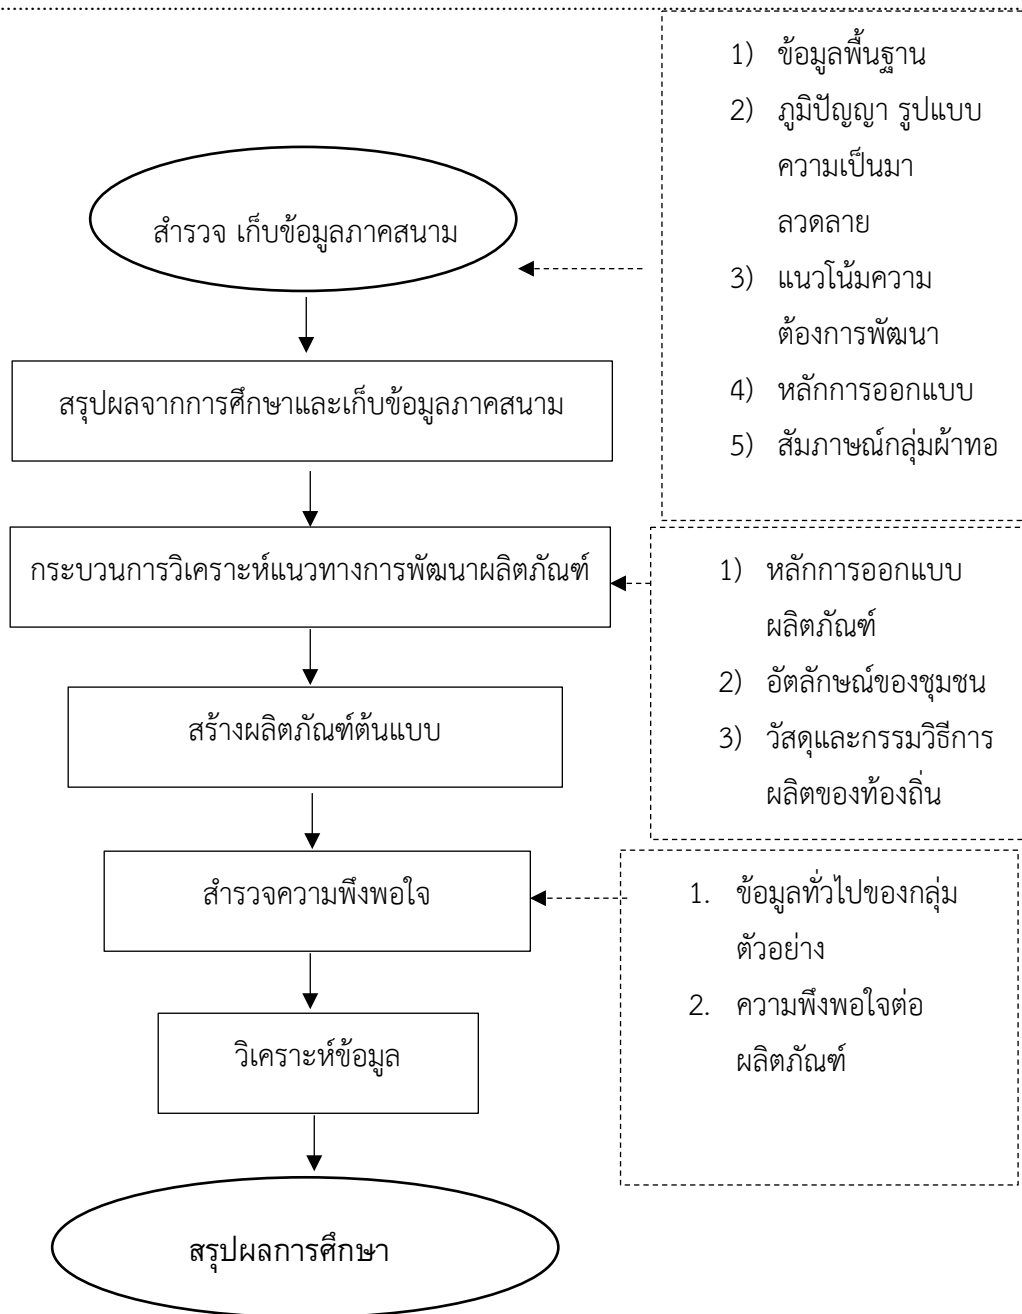 สำรวจ เก็บข้อมูลภาคสนาม
1) ข้อมูลพื้นฐาน
2) ภูมิปัญญา รูปแบบ
ความเป็นมา
ลวดลาย
3) แนวโน้มความ
ต้องการพัฒนา
4) หลักการออกแบบ
5) สัมภาษณ์กลุ่มผ้าทอ
สรุปผลจากการศึกษาและเก็บข้อมูลภาคสนาม
กระบวนการวิเคราะห์แนวทางการพัฒนาผลิตภัณฑ์
1) หลักการออกแบบ
ผลิตภัณฑ์
2) อัตลักษณ์ของชุมชน
3) วัสดุและกรรมวิธีการ
ผลิตของท้องถิ่น
สร้างผลิตภัณฑ์ต้นแบบ
สำรวจความพึงพอใจ
1. ข้อมูลทั่วไปของกลุ่ม
ตัวอย่าง
2. ความพึงพอใจต่อ
ผลิตภัณฑ์
วิเคราะห์ข้อมูล
สรุปผลการศึกษา